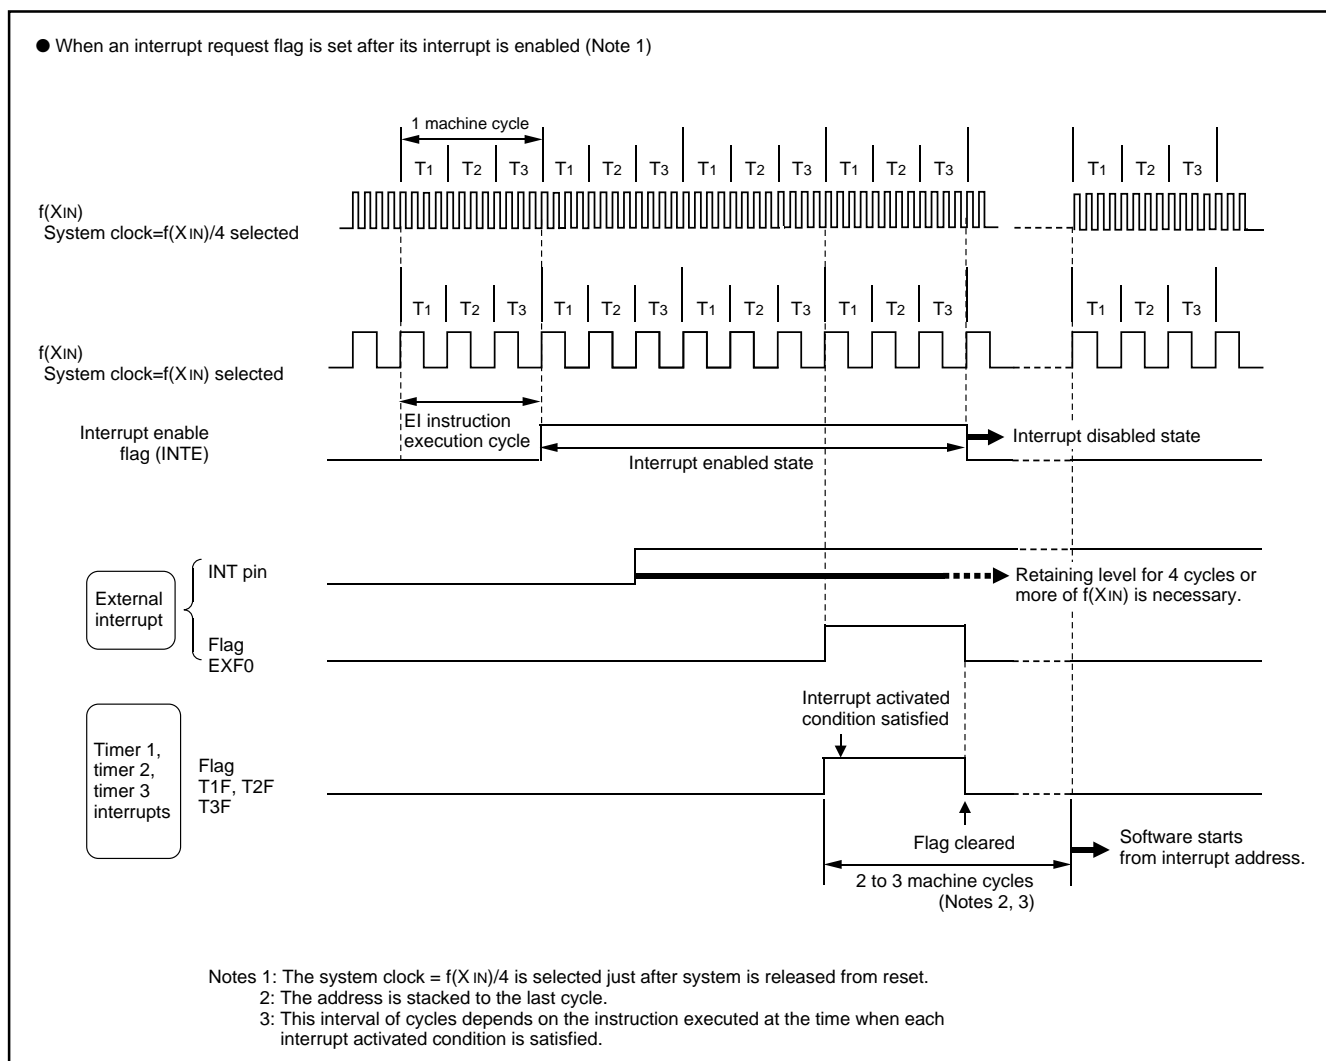 ● When an interrupt request flag is set after its interrupt is enabled (Note 1)
1 machine cycle
T1 T2 T3 T1 T2 T3 T1 T2 T3 T1 T2 T3 T1 T2 T3
f(XIN)
System clock=f(XIN)/4 selected
T1 T2 T3 T1 T2 T3 T1 T2 T3 T1 T2 T3 T1 T2 T3
f(XIN)
System clock=f(XIN) selected
EI instruction
execution cycle
Interrupt enable
flag (INTE)
Interrupt enabled state
Interrupt disabled state
External
interrupt
INT pin
Retaining level for 4 cycles or
more of f(XIN) is necessary.
Flag
EXF0
Interrupt activated
condition satisfied
Timer 1,
timer 2,
timer 3
interrupts
Flag
T1F, T2F
T3F
Flag cleared
Software starts
from interrupt address.
2 to 3 machine cycles
(Notes 2, 3)
Notes 1: The system clock = f(XIN)/4 is selected just after system is released from reset.
2: The address is stacked to the last cycle.
3: This interval of cycles depends on the instruction executed at the time when each
interrupt activated condition is satisfied.